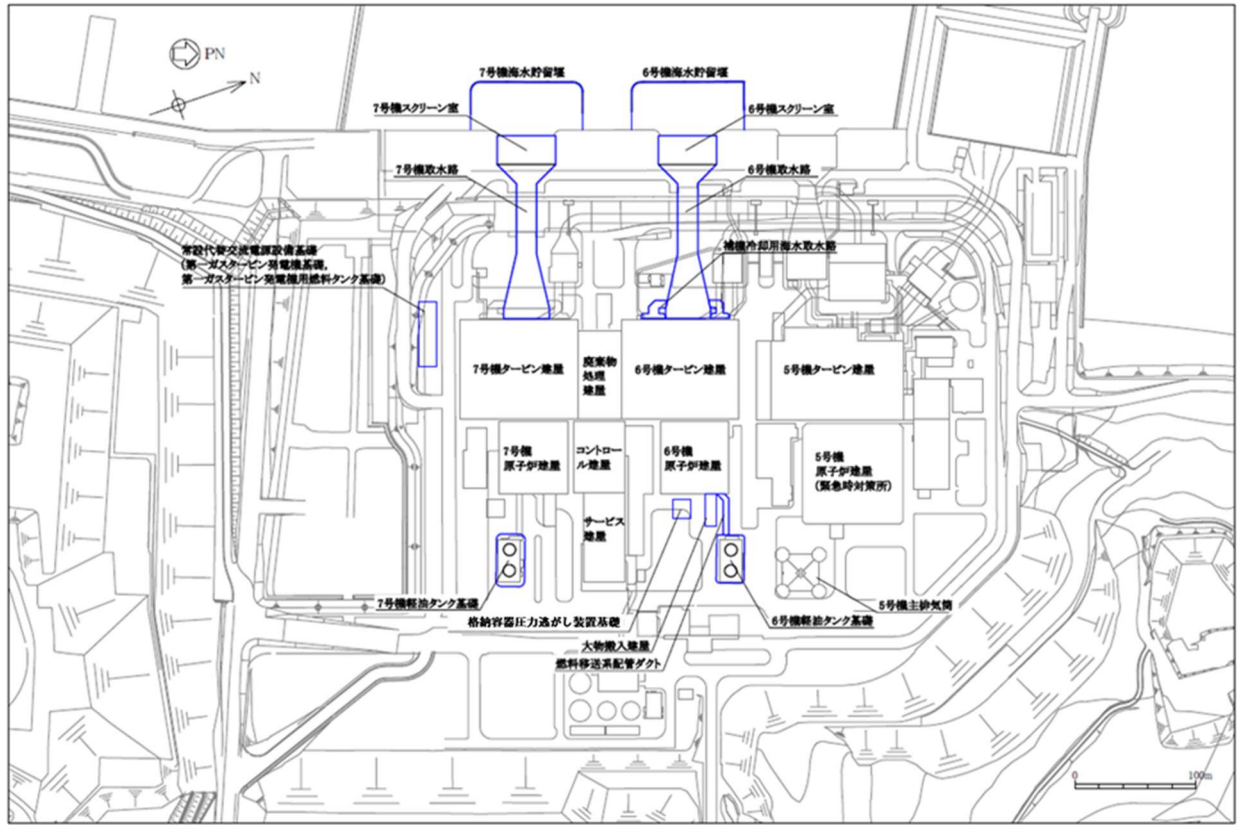 PN
N
7号機海水貯留堰
6号機海水貯留堰
7号機スクリーン室
6号機スクリーン室
7号機取水路
6号機取水路
常設代替交流電源設備基礎
(第一ガスタービン発電機基礎,
第一ガスタービン発電機用燃料タンク基礎)
補機冷却用海水取水路
7号機タービン建屋
廃棄物
処理
建屋
6号機タービン建屋
5号機タービン建屋
7号機
原子炉建屋
コントロー
ル建屋
6号機
原子炉建屋
5号機
原子炉建屋
(緊急時対策所)
サービス
建屋
7号機軽油タンク基礎
5号機主排気筒
格納容器圧力逃がし装置基礎
6号機軽油タンク基礎
大物搬入建屋
燃料移送系配管ダクト
0
100m